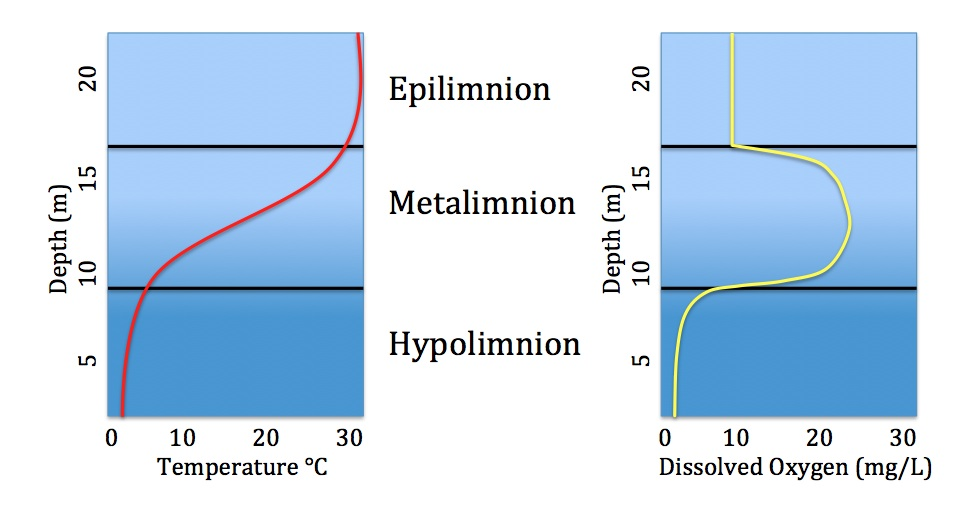 20
15
10
5
Depth (m)
0 10 20 30
Temperature °C
Epilimnion
Metalimnion
Hypolimnion
20
15
10
5
Depth (m)
0 10 20 30
Dissolved Oxygen (mg/L)